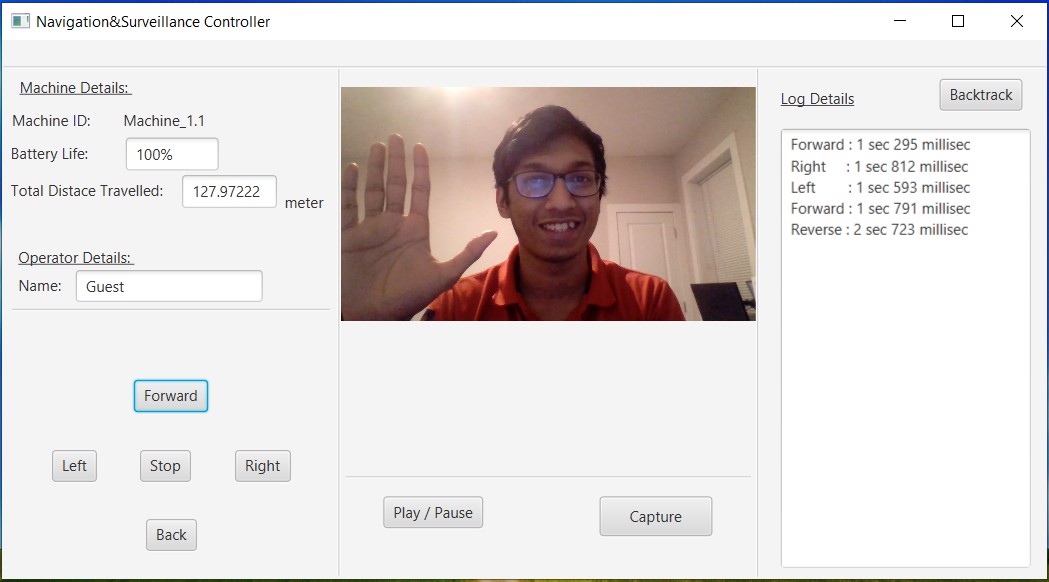 Navigation&Surveillance Controller
Machine Details:
Machine ID: Machine_1.1
Battery Life: 100%
Total Distace Travelled: 127.97222 meter
Operator Details:
Name: Guest
Forward
Left Stop Right
Back
Play / Pause Capture
Log Details Backtrack
Forward : 1 sec 295 millisec
Right : 1 sec 812 millisec
Left : 1 sec 593 millisec
Forward : 1 sec 791 millisec
Reverse : 2 sec 723 millisec